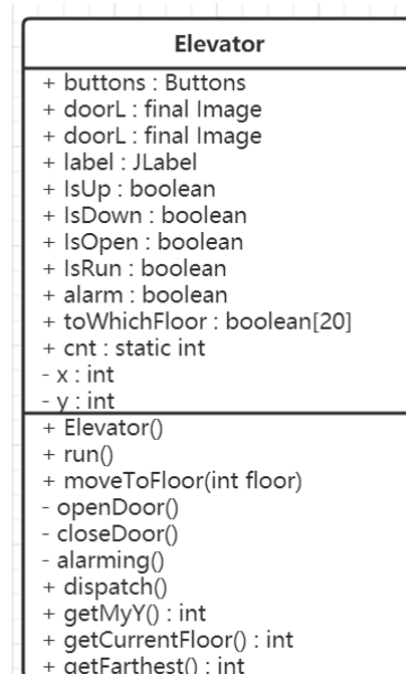 Elevator
+ buttons : Buttons
+ doorL : final Image
+ doorL : final Image
+ label : JLabel
+ IsUp : boolean
+ IsDown : boolean
+ IsOpen : boolean
+ IsRun : boolean
+ alarm : boolean
+ toWhichFloor : boolean[20]
+ cnt : static int
- x : int
- y : int
+ Elevator()
+ run()
+ moveToFloor(int floor)
- openDoor()
- closeDoor()
- alarming()
+ dispatch()
+ getMyY() : int
+ getCurrentFloor() : int
+ getFarthest() : int